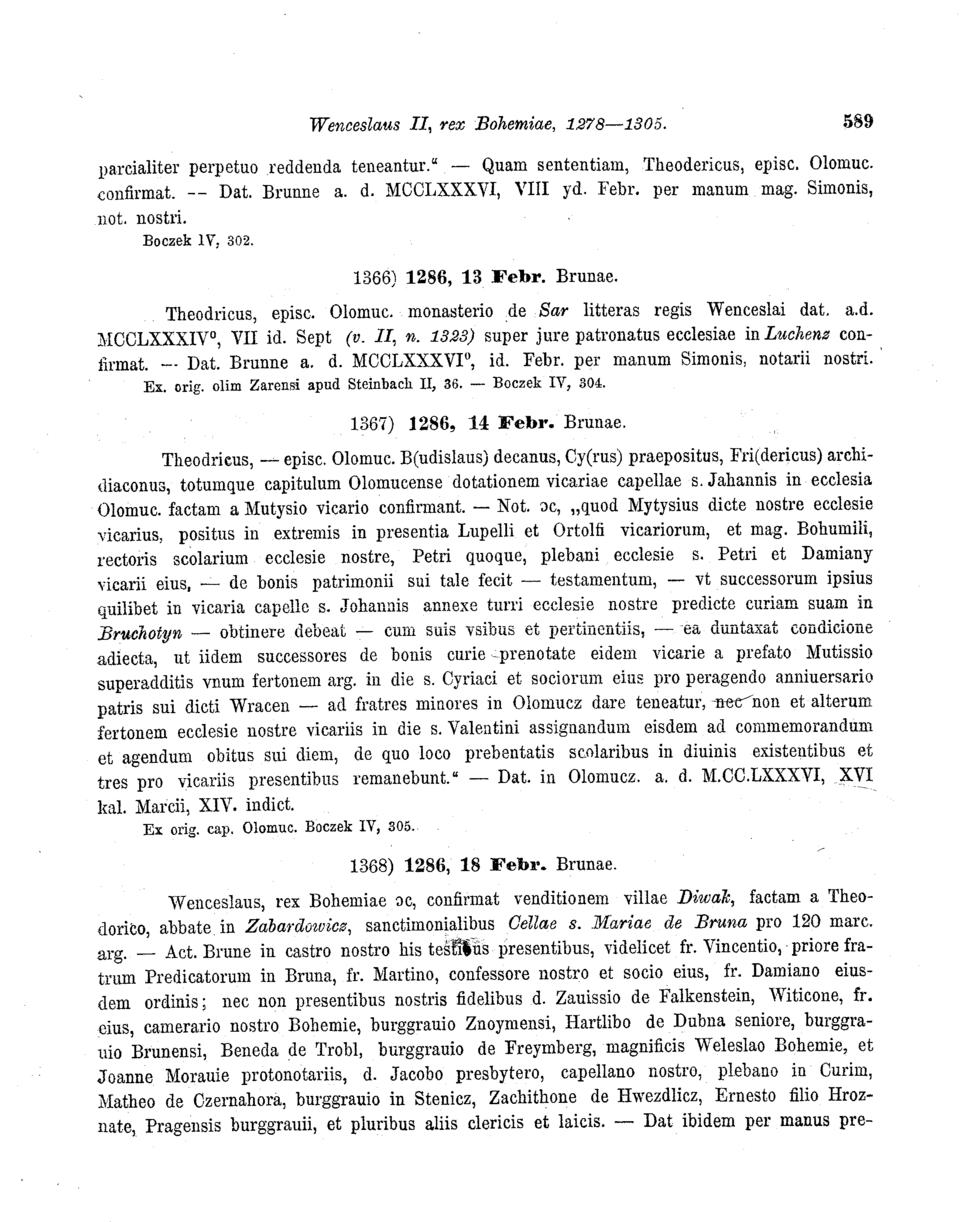 Wenceslaus II, rex Bohemiae, 1278—1305. 589
parcialiter perpetuo reddenda teneantur.“ — Quam sententiam, Theodericus, episc. Olomuc.
confirmat. -- Dat. Brunne a. d. MCCLXXXVI, VIII yd. Febr. per manum mag. Simonis,
not. nostri.
Boczek IV, 302.
1366) 1286, 13 Febr. Brunae.
Theodricus, episc. Olomuc. monasterio de Sar litteras regis Wenceslai dat. a.d.
MCCLXXXIV⁰, VII id. Sept (v. II, n. 1323) super jure patronatus ecclesiae in Luchenz con-
firmat. — Dat. Brunne a. d. MCCLXXXVI⁰, id. Febr. per manum Simonis, notarii nostri.
Ex. orig. olim Zarensi apud Steinbach II, 36. — Boczek IV, 304.
1367) 1286, 14 Febr. Brunae.
Theodricus, — episc. Olomuc. B(udislaus) decanus, Cy(rus) praepositus, Fri(dericus) archi-
diaconus, totumque capitulum Olomucense dotationem vicariae capellae s. Jahannis in ecclesia
Olomuc. factam a Mutysio vicario confirmant. — Not. ꝛc, „quod Mytysius dicte nostre ecclesie
vicarius, positus in extremis in presentia Lupelli et Ortolfi vicariorum, et mag. Bohumili,
rectoris scolarium ecclesie nostre, Petri quoque, plebani ecclesie s. Petri et Damiany
vicarii eius, — de bonis patrimonii sui tale fecit — testamentum, — vt successorum ipsius
quilibet in vicaria capelle s. Johannis annexe turri ecclesie nostre predicte curiam suam in
Bruchotyn — obtinere debeat — cum suis vsibus et pertinentiis, — ea duntaxat condicione
adiecta, ut iidem successores de bonis curie prenotate eidem vicarie a prefato Mutissio
superadditis vnum fertonem arg. in die s. Cyriaci et sociorum eius pro peragendo anniuersario
patris sui dicti Wracen — ad fratres minores in Olomucz dare teneatur, nec non et alterum
fertonem ecclesie nostre vicariis in die s. Valentini assignandum eisdem ad commemorandum
et agendum obitus sui diem, de quo loco prebentatis scolaribus in diuinis existentibus et
tres pro vicariis presentibus remanebunt.“ — Dat. in Olomucz. a. d. M.CC.LXXXVI, XVI
kal. Marcii, XIV. indict.
Ex orig. cap. Olomuc. Boczek IV, 305.
1368) 1286, 18 Febr. Brunae.
Wenceslaus, rex Bohemiae ꝛc, confirmat venditionem villae Diwak, factam a Theo-
dorito, abbate in Zabardowicz, sanctimonialibus Cellae s. Mariae de Bruna pro 120 marc.
arg. — Act. Brune in castro nostro his testibus presentibus, videlicet fr. Vincentio, priore fra-
trum Predicatorum in Bruna, fr. Martino, confessore nostro et socio eius, fr. Damiano eius-
dem ordinis; nec non presentibus nostris fidelibus d. Zauissio de Falkenstein, Witicone, fr.
eius, camerario nostro Bohemie, burggrauio Znoymensi, Hartlibo de Dubna seniore, burggra-
uio Brunensi, Beneda de Trobl, burggrauio de Freymberg, magnificis Weleslao Bohemie, et
Joanne Morauie protonotariis, d. Jacobo presbytero, capellano nostro, plebano in Curim,
Matheo de Czernahora, burggrauio in Stenicz, Zachithone de Hwezdlicz, Ernesto filio Hroz-
nate, Pragensis burggrauii, et pluribus aliis clericis et laicis. — Dat ibidem per manus pre-